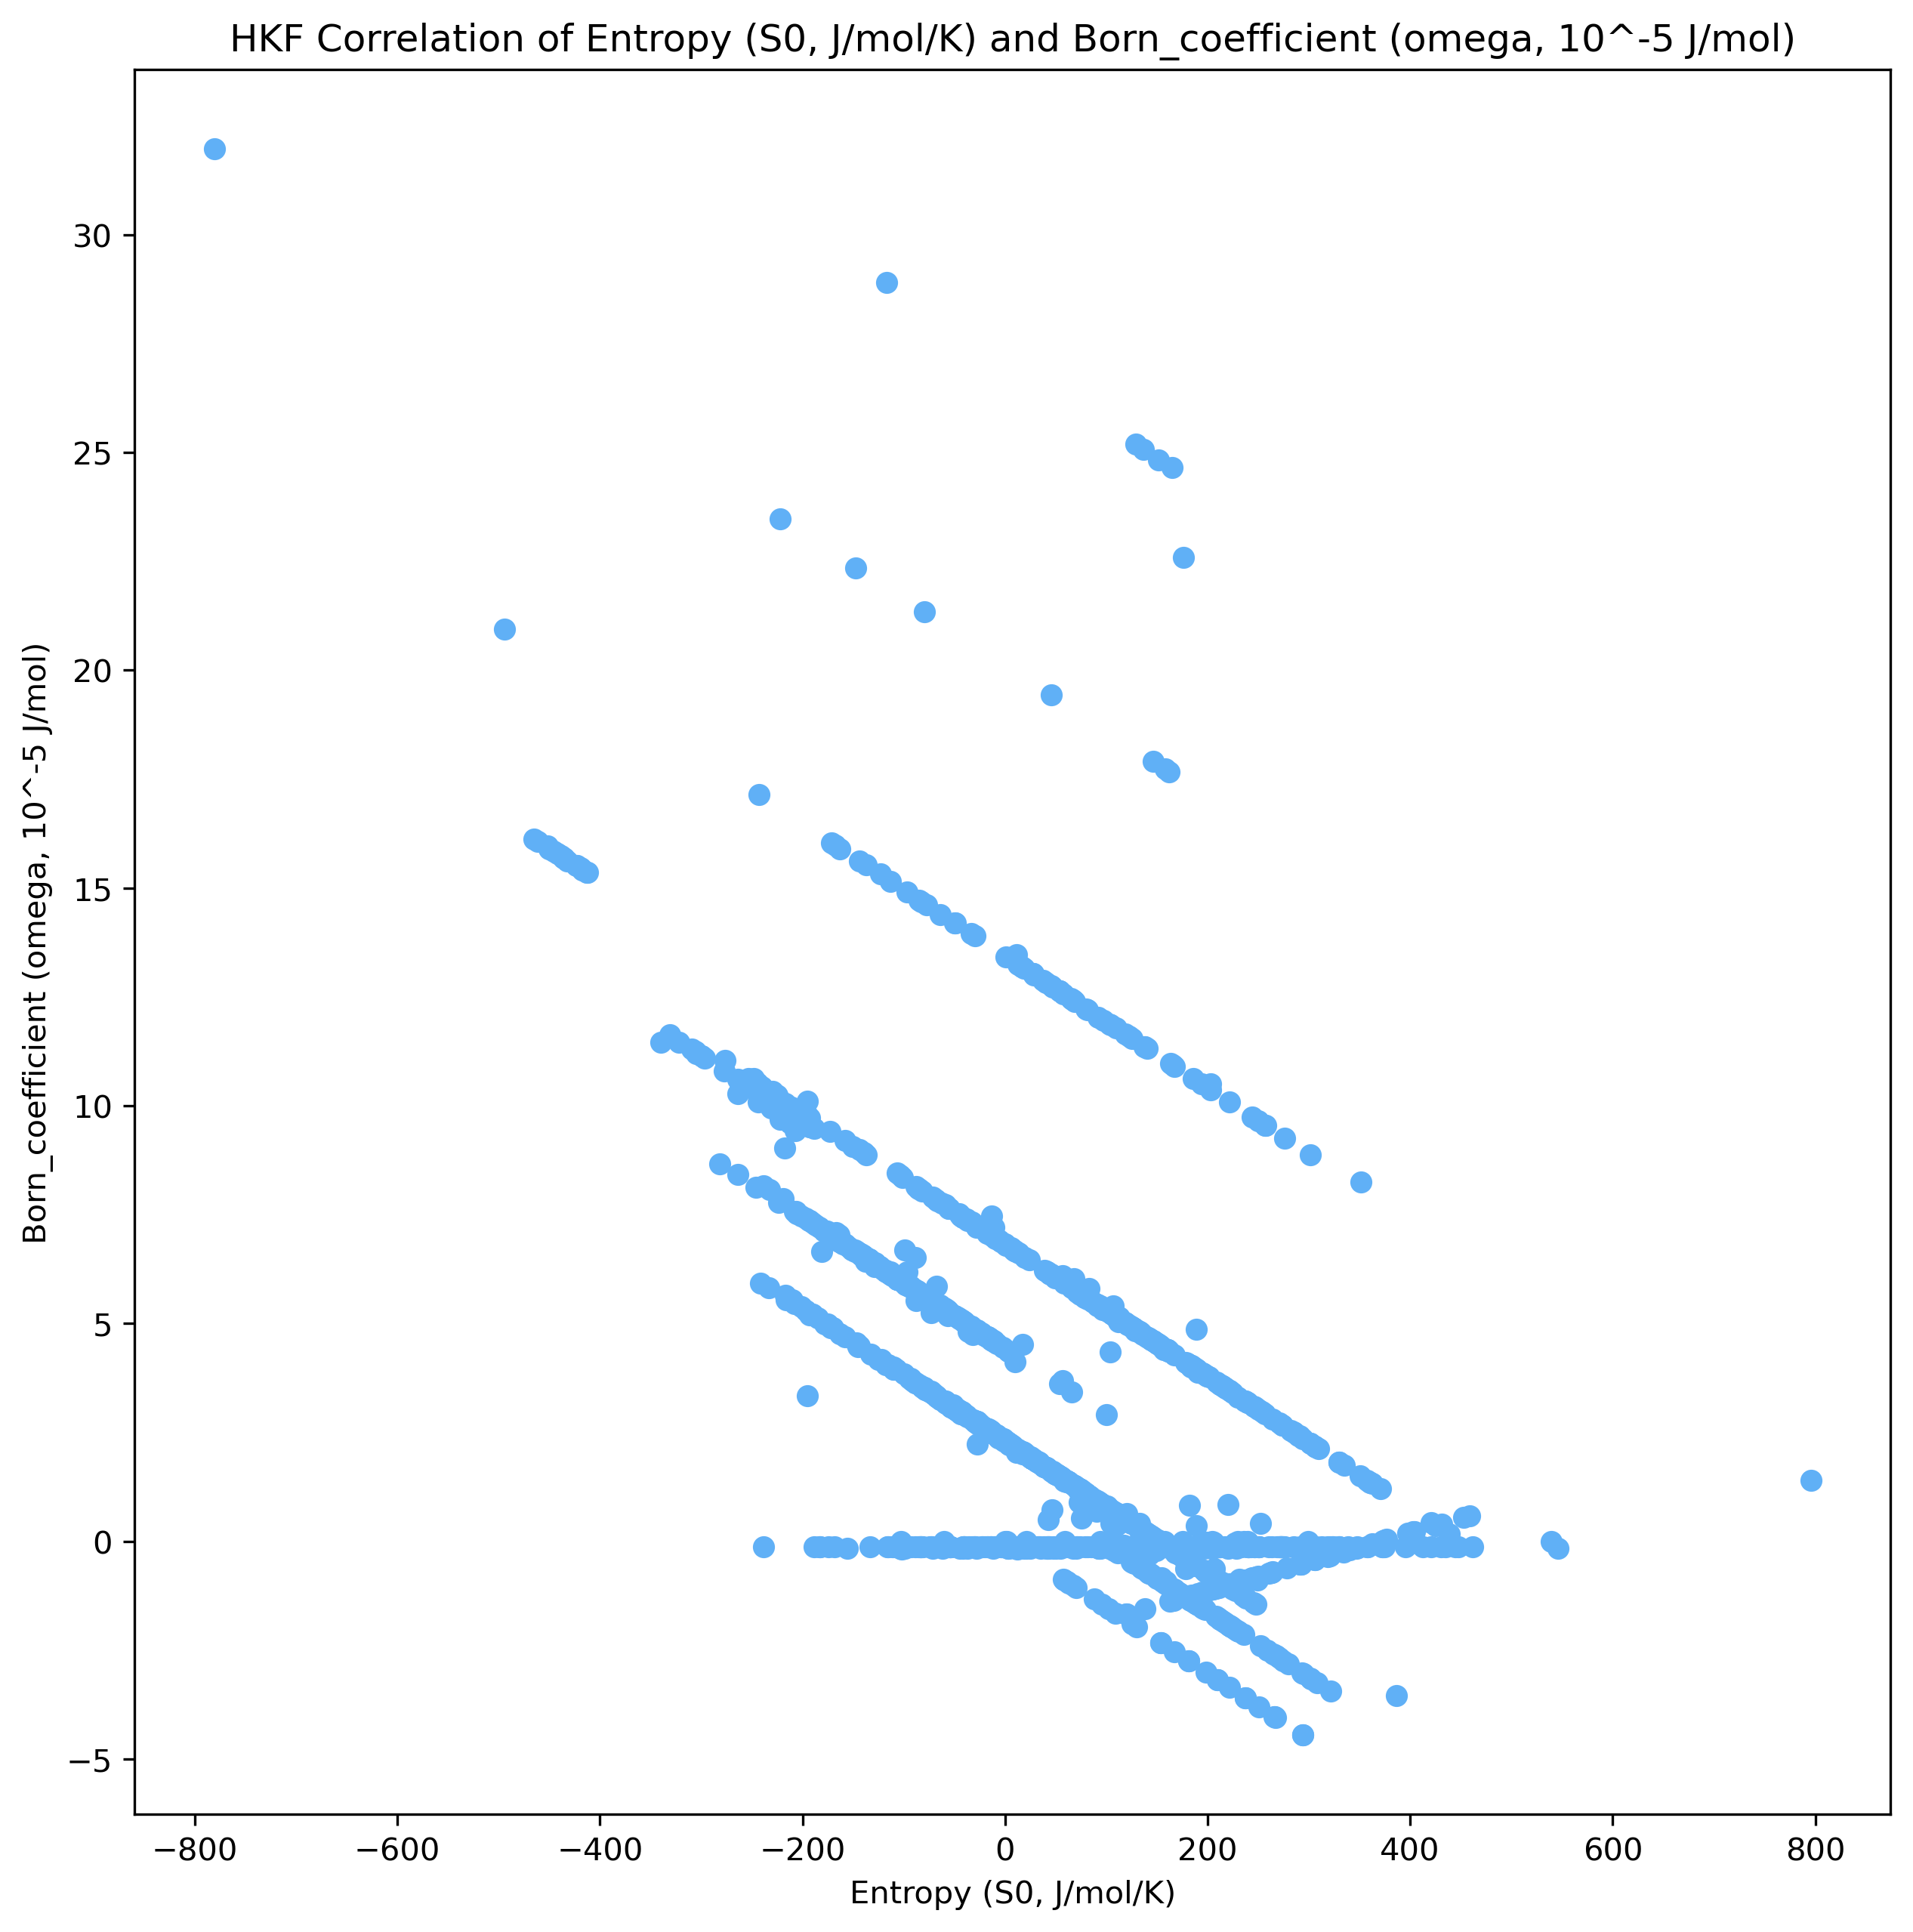 HKF Correlation of Entropy (S0, J/mol/K) and Born_coefficient (omega, 10^-5 J/mol)
Born_coefficient (omega, 10^-5 J/mol)
30
25
20
15
10
5
0
−5
−800 −600 −400 −200 0 200 400 600 800
Entropy (S0, J/mol/K)